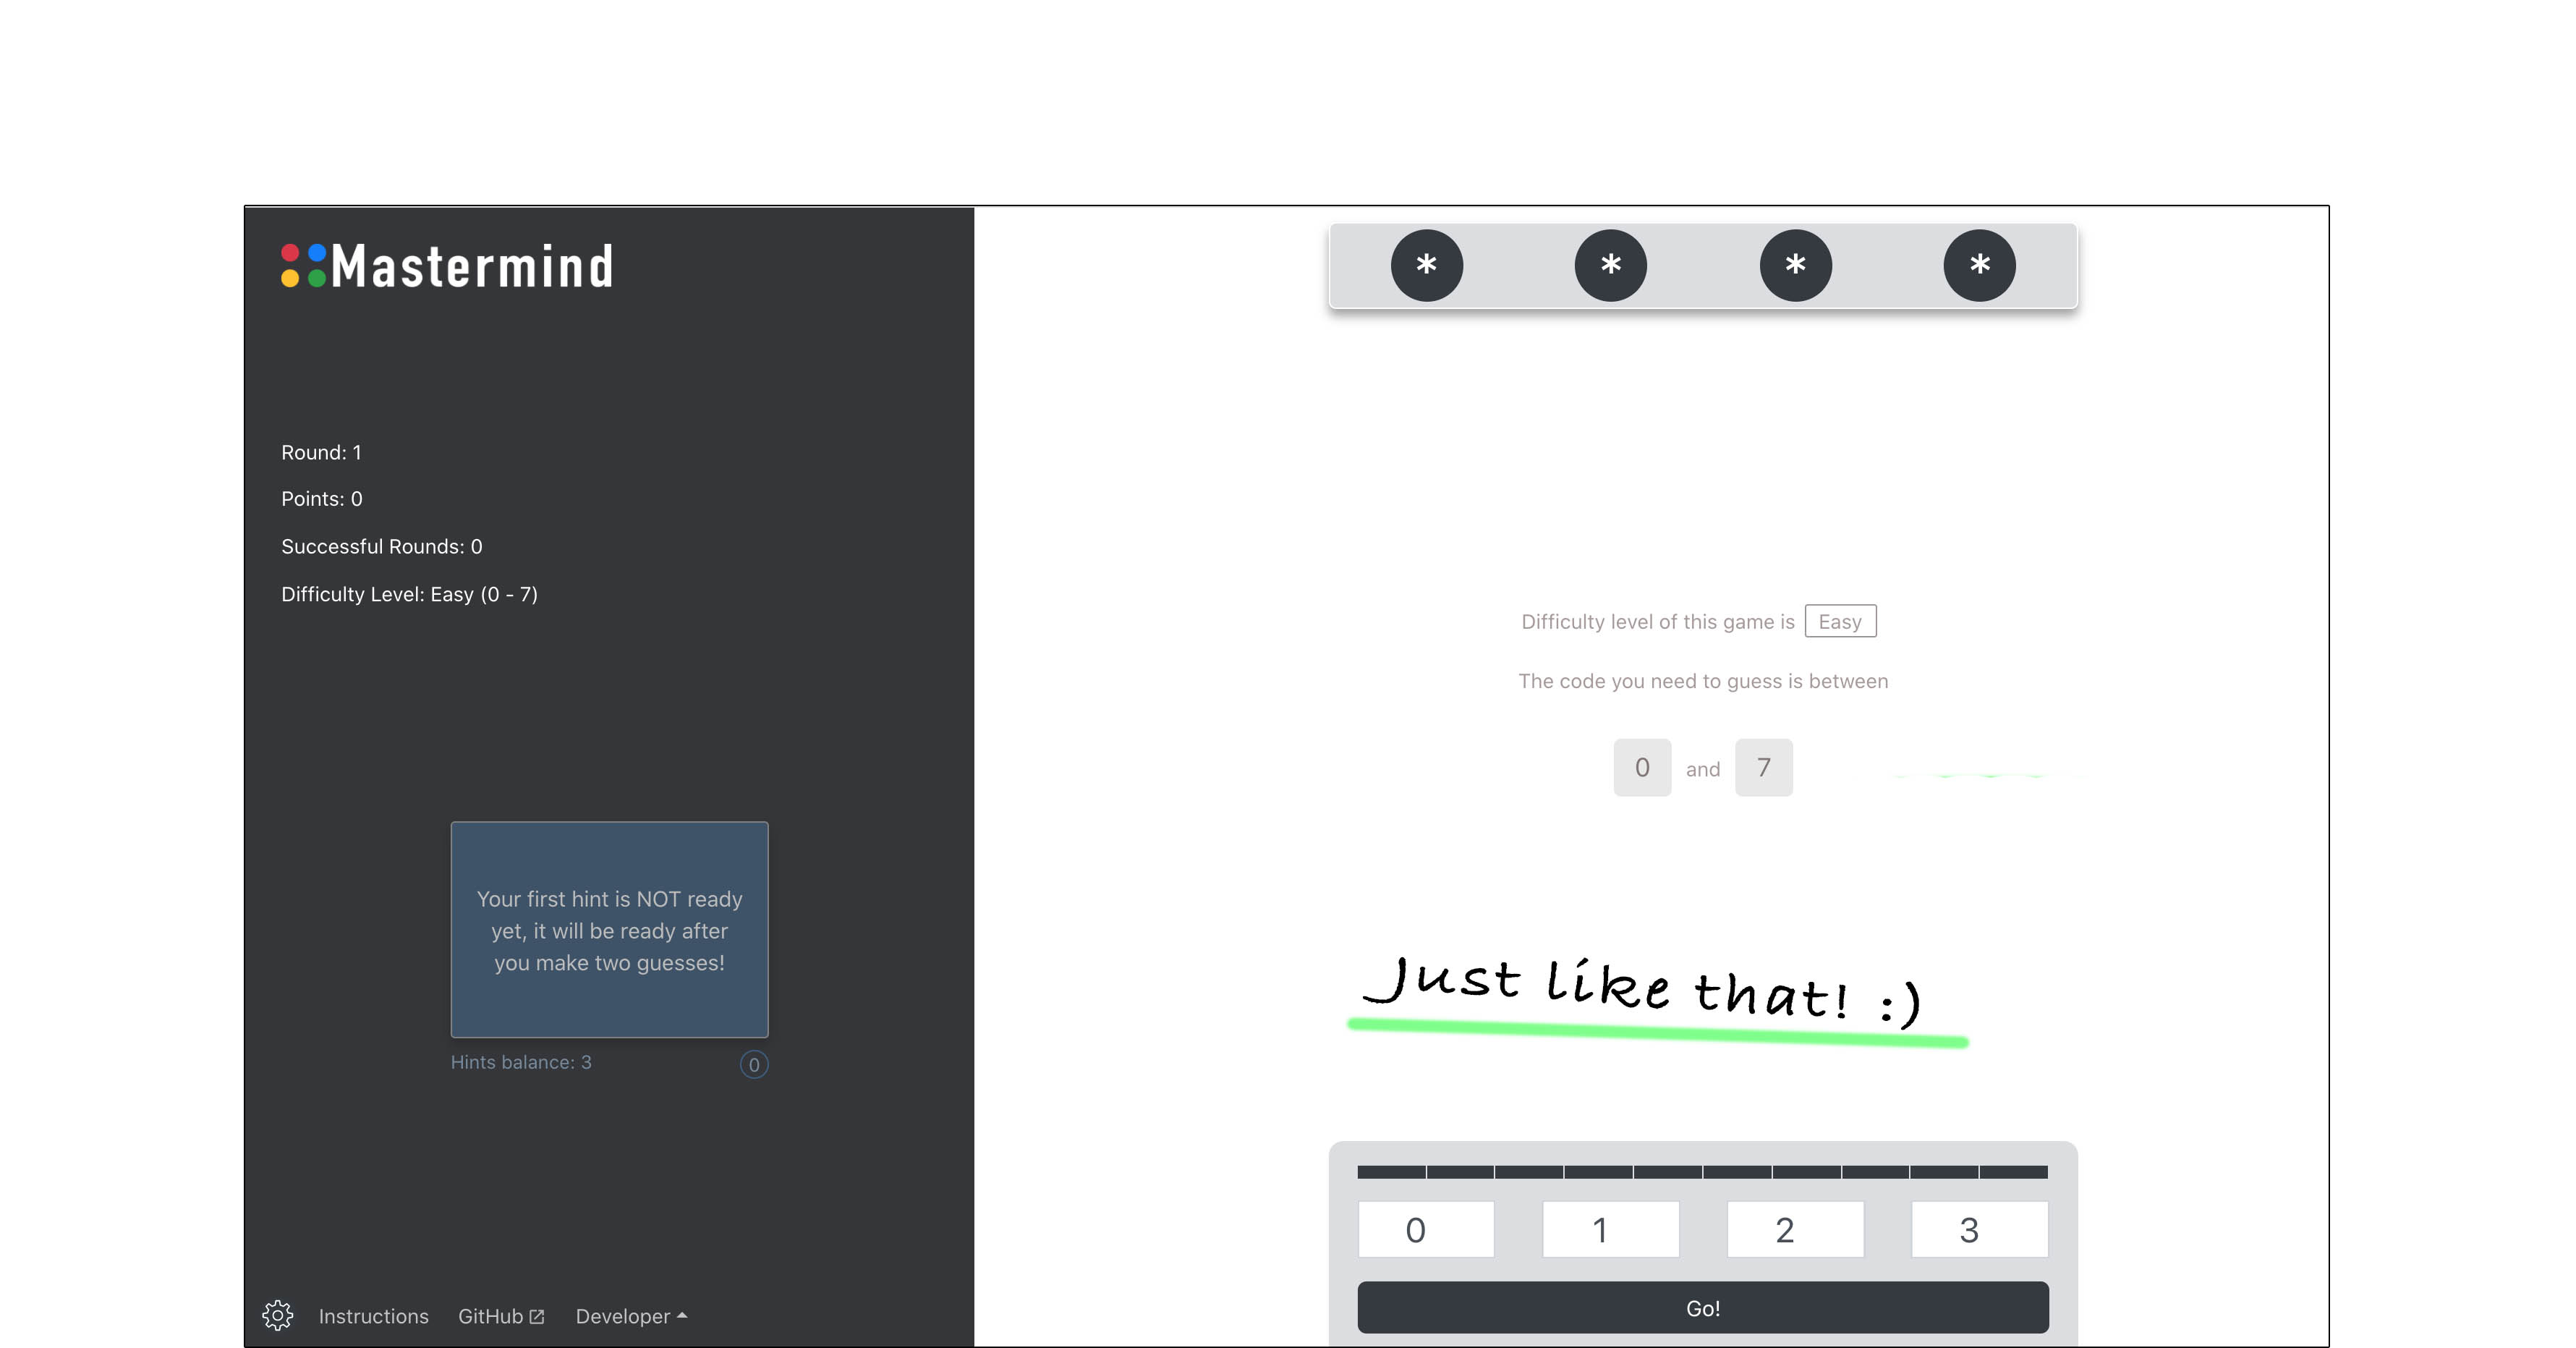 Mastermind
Round: 1
Points: 0
Successful Rounds: 0
Difficulty Level: Easy (0 - 7)
Your first hint is NOT ready
yet, it will be ready after
you make two guesses!
Hints balance: 3
0
Instructions
GitHub
Developer
* * * *
Difficulty level of this game is Easy
The code you need to guess is between
0 and 7
Just like that! :)
0 1 2 3
Go!